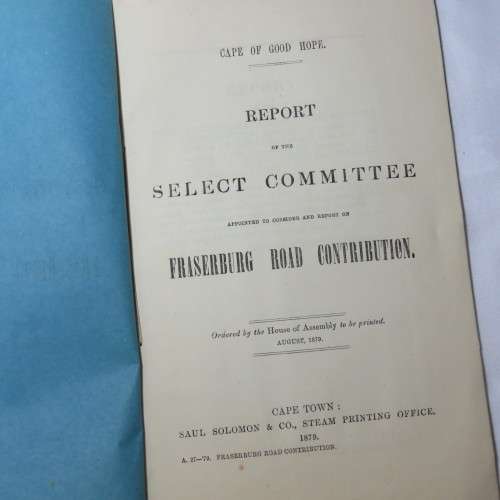 CAPE OF GOOD HOPE.
REPORT
OF THE
SELECT COMMITTEE
APPOINTED TO CONSIDER AND REPORT ON
FRASERBURG ROAD CONTRIBUTION.
Ordered by the House of Assembly to be printed.
AUGUST, 1879.
CAPE TOWN:
SAUL SOLOMON & CO., STEAM PRINTING OFFICE.
1879.
A. 27—'79. FRASERBURG ROAD CONTRIBUTION.